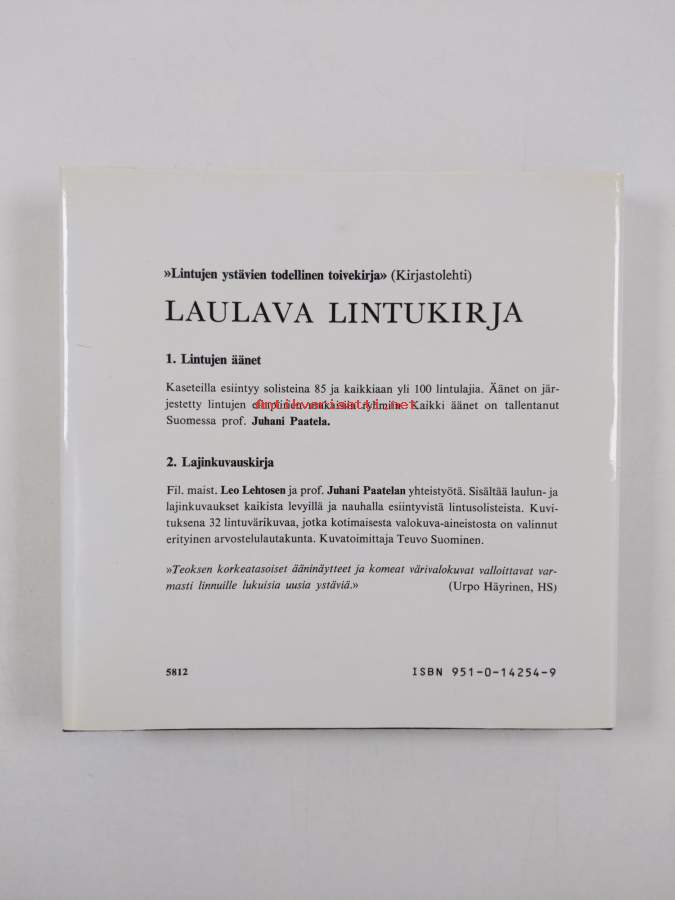 »Lintujen ystävien todellinen toivekirja» (Kirjastolehti)
LAULAVA LINTUKIRJA
1. Lintujen äänet
Kaseteilla esiintyy solisteina 85 ja kaikkiaan yli 100 lintulajia. Äänet on jär-
jestetty lintujen mukaisiin ryhmiin. Kaikki äänet on tallentanut
Antikvariaatti.net
Suomessa prof. Juhani Paatela.
2. Lajinkuvauskirja
Fil. maist. Leo Lehtosen ja prof. Juhani Paatelan yhteistyötä. Sisältää laulun- ja
lajinkuvaukset kaikista levyillä ja nauhalla esiintyvistä lintusolisteista. Kuvi-
tuksena 32 lintuvärikuvaa, jotka kotimaisesta valokuva-aineistosta on valinnut
erityinen arvostelulautakunta. Kuvatoimittaja Teuvo Suominen.
»Teoksen korkeatasoiset ääninäytteet ja komeat värivalokuvat valloittavat var-
masti linnuille lukuisia uusia ystäviä.» (Urpo Häyrinen, HS)
5812 ISBN 951-0-14254-9